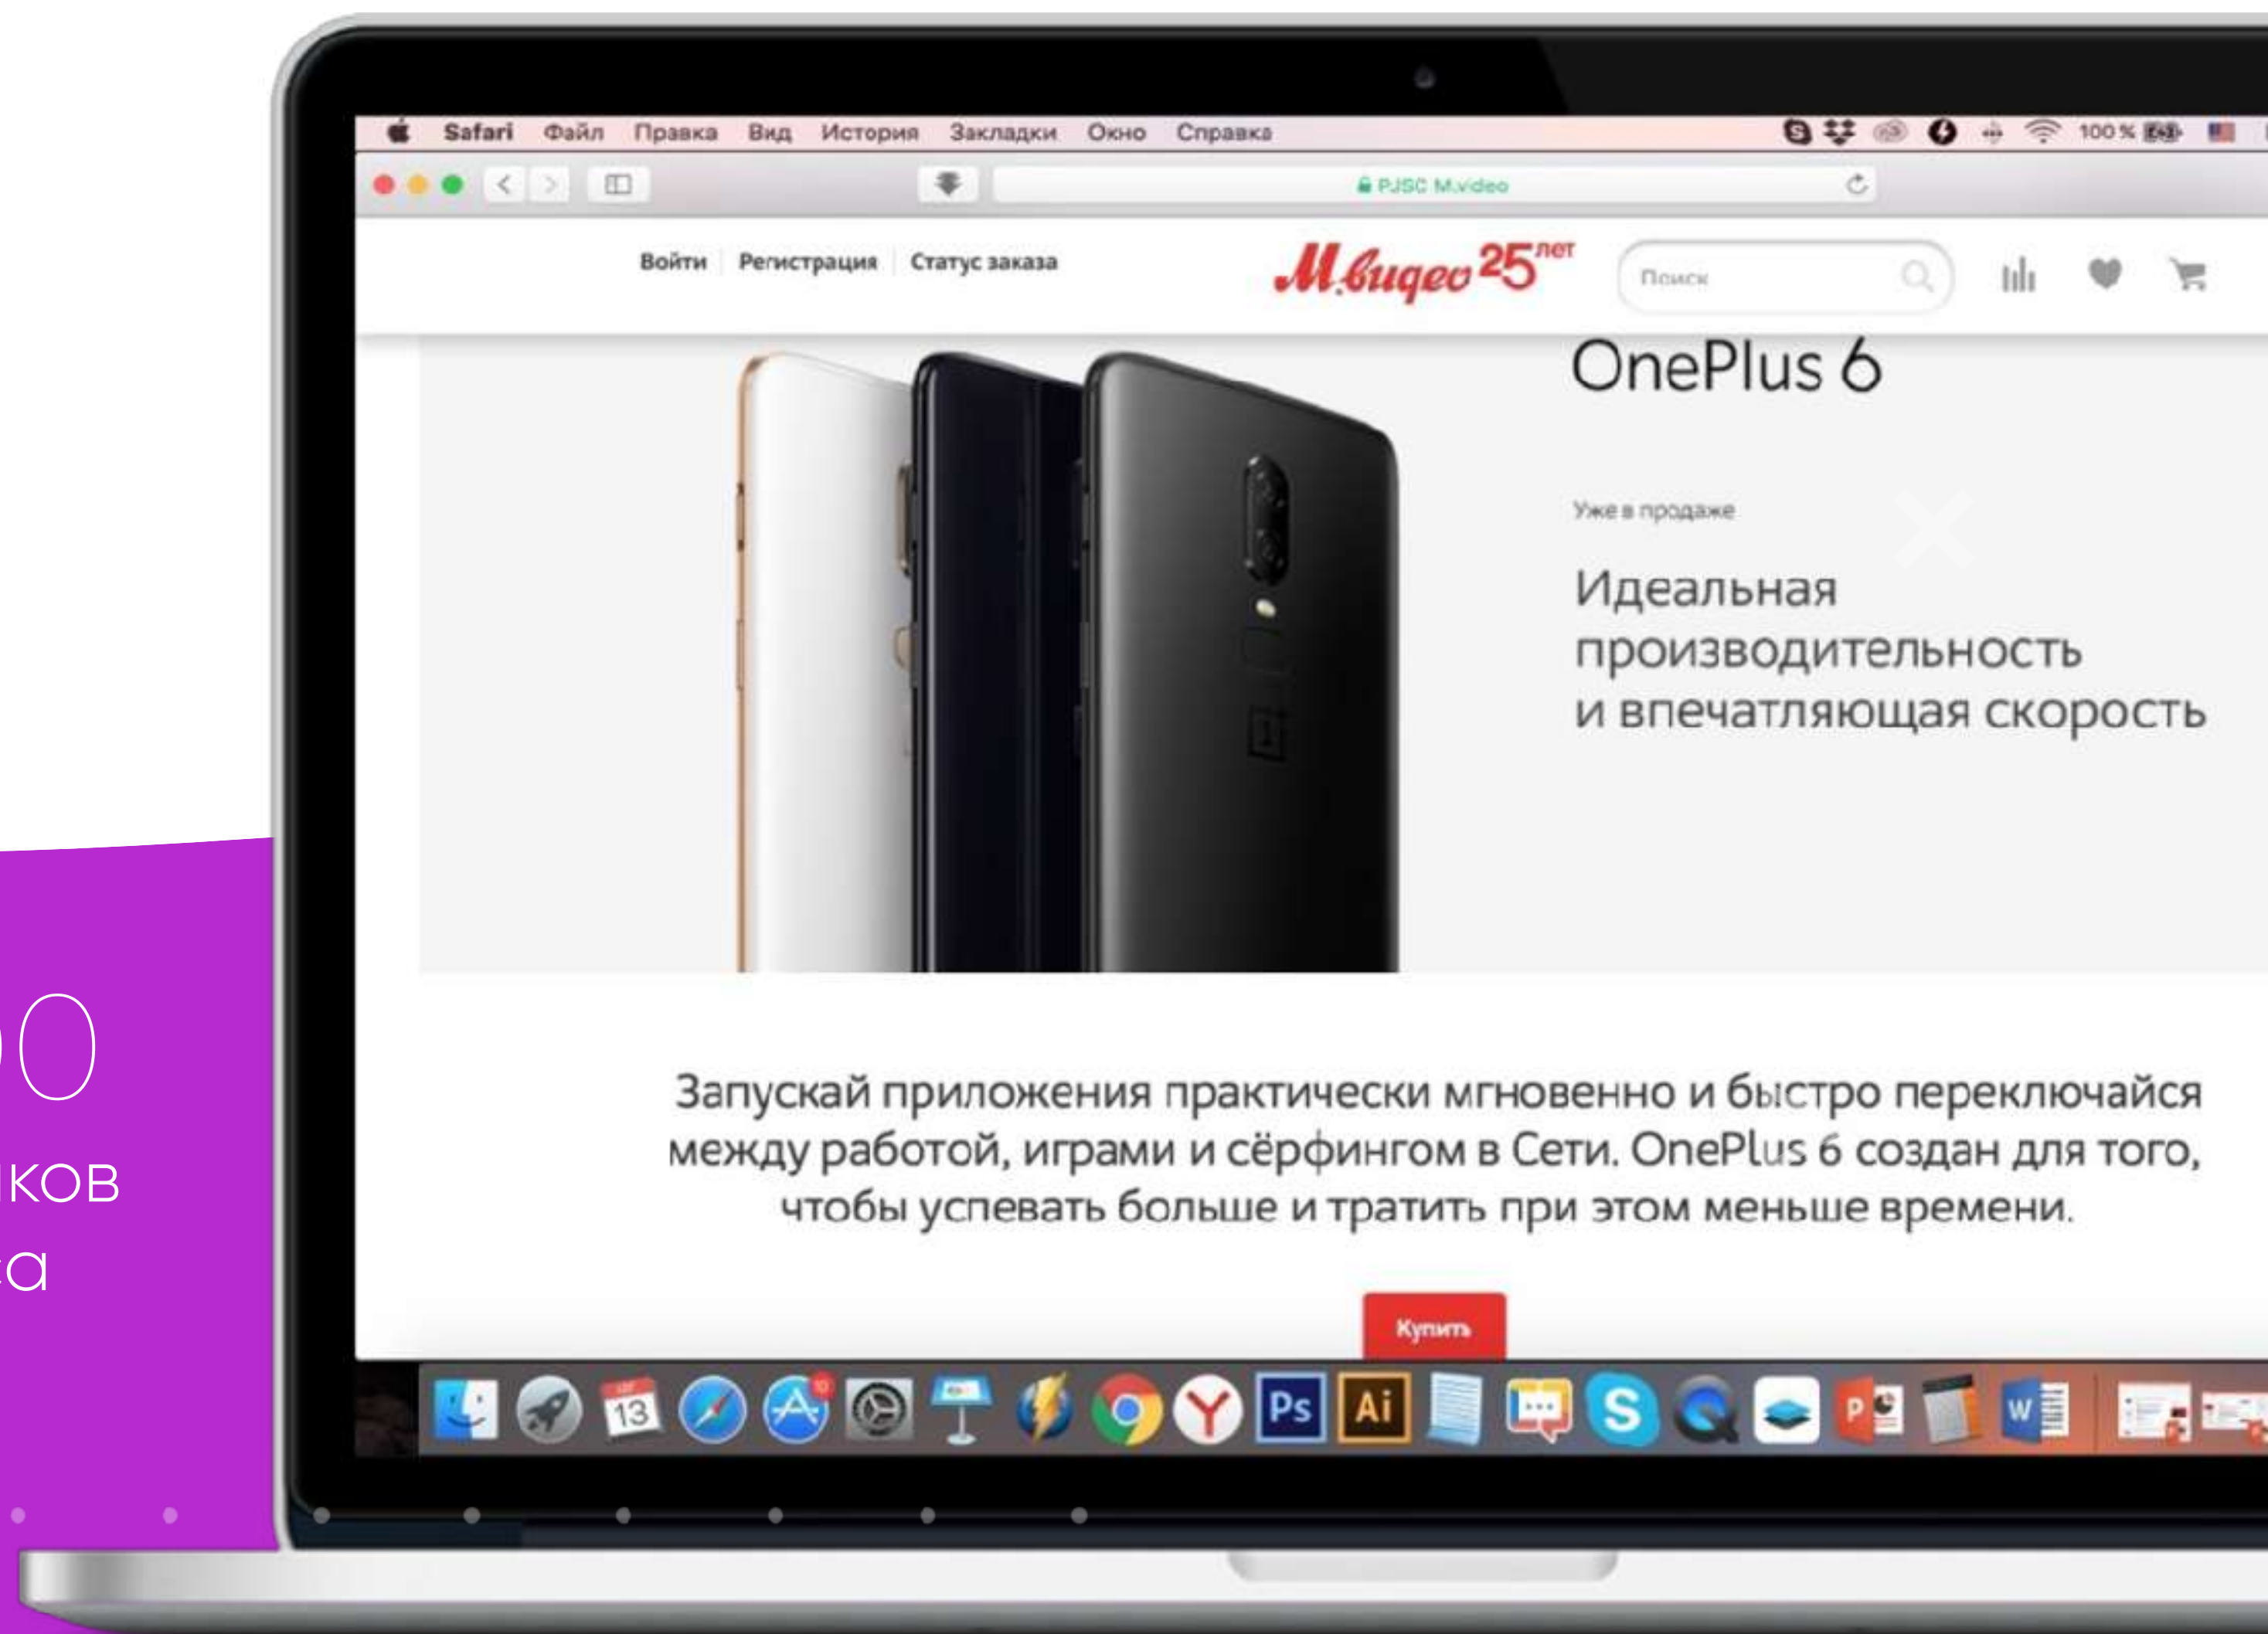 Safari Файл Правка Вид История Закладки Окно Справка 100 %
PJSC M.video
Войти Регистрация Статус заказа М.видео 25 лет Поиск
OnePlus 6
Уже в продаже
Идеальная
производительность
и впечатляющая скорость
Запускай приложения практически мгновенно и быстро переключайся
между работой, играми и сёрфингом в Сети. OnePlus 6 создан для того,
чтобы успевать больше и тратить при этом меньше времени.
Купить
13 10 Ps Ai S P W